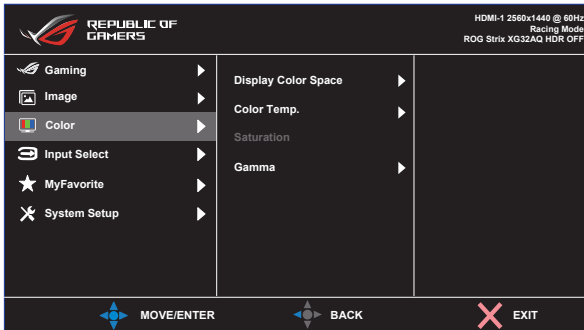 REPUBLIC OF
GAMERS
HDMI-1 2560x1440 @ 60Hz
Racing Mode
ROG Strix XG32AQ HDR OFF
Gaming
Image
Color
Input Select
MyFavorite
System Setup
Display Color Space
Color Temp.
Saturation
Gamma
MOVE/ENTER
BACK
EXIT